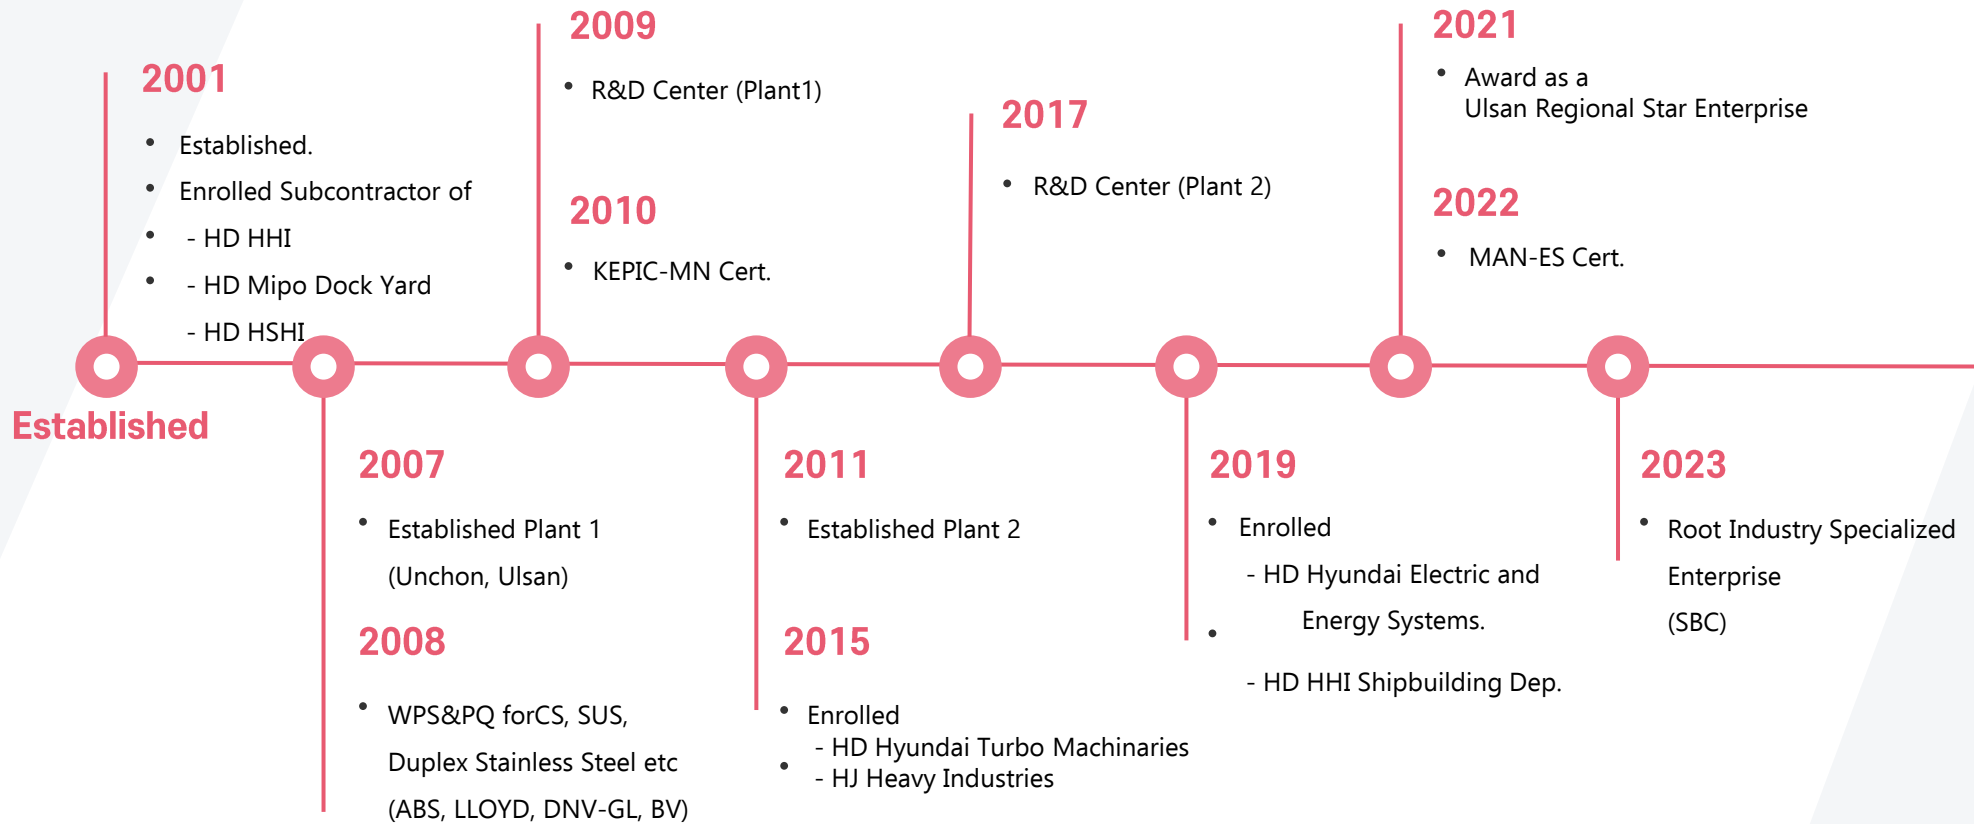 2001
• Established.
• Enrolled Subcontractor of
• - HD HHI
• - HD Mipo Dock Yard
- HD HSHI
Established
2007
• Established Plant 1
(Unchon, Ulsan)
2008
• WPS&PQ forCS, SUS,
Duplex Stainless Steel etc
(ABS, LLOYD, DNV-GL, BV)
2009
• R&D Center (Plant1)
2010
• KEPIC-MN Cert.
2011
• Established Plant 2
2015
• Enrolled
- HD Hyundai Turbo Machinaries
• - HJ Heavy Industries
2017
• R&D Center (Plant 2)
2019
• Enrolled
- HD Hyundai Electric and
Energy Systems.
•
- HD HHI Shipbuilding Dep.
2021
• Award as a
Ulsan Regional Star Enterprise
2022
• MAN-ES Cert.
2023
• Root Industry Specialized
Enterprise
(SBC)